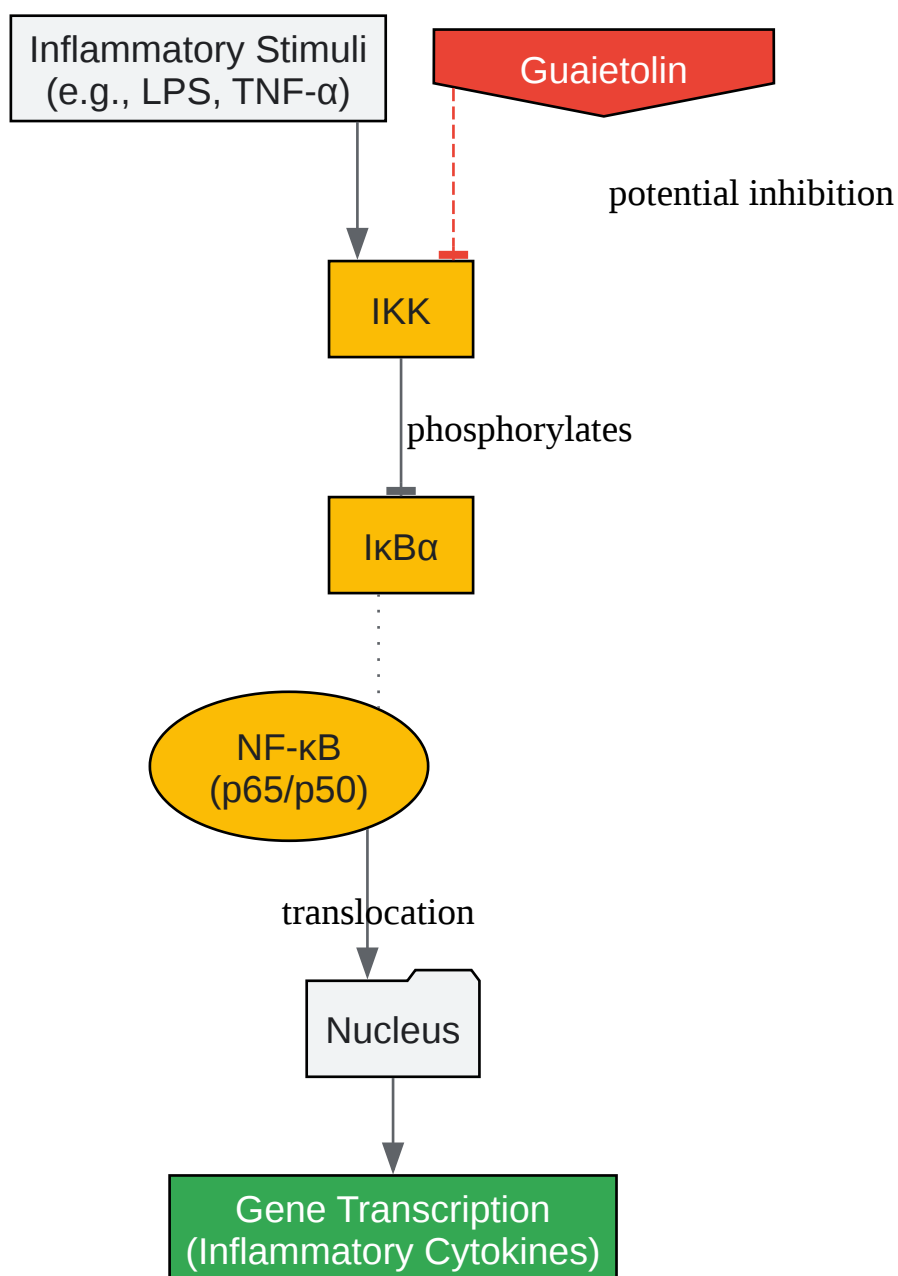 Inflammatory Stimuli
(e.g., LPS, TNF-α)
Guaietolin
potential inhibition
IKK
phosphorylates
IκBα
NF-κB
(p65/p50)
translocation
Nucleus
Gene Transcription
(Inflammatory Cytokines)